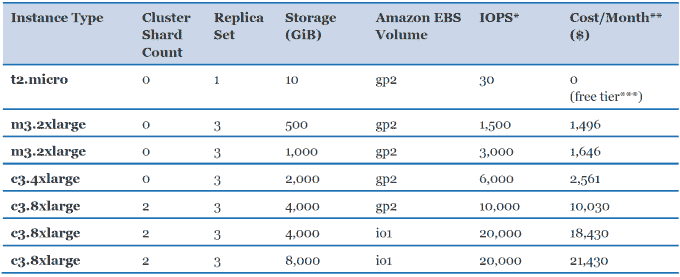 Instance Type Cluster Shard Count Replica Set Storage (GiB) Amazon EBS Volume IOPS* Cost/Month** ($)
t2.micro 0 1 10 gp2 30 0 (free tier***)
m3.2xlarge 0 3 500 gp2 1,500 1,496
m3.2xlarge 0 3 1,000 gp2 3,000 1,646
c3.4xlarge 0 3 2,000 gp2 6,000 2,561
c3.8xlarge 2 3 4,000 gp2 10,000 10,030
c3.8xlarge 2 3 4,000 io1 20,000 18,430
c3.8xlarge 2 3 8,000 io1 20,000 21,430